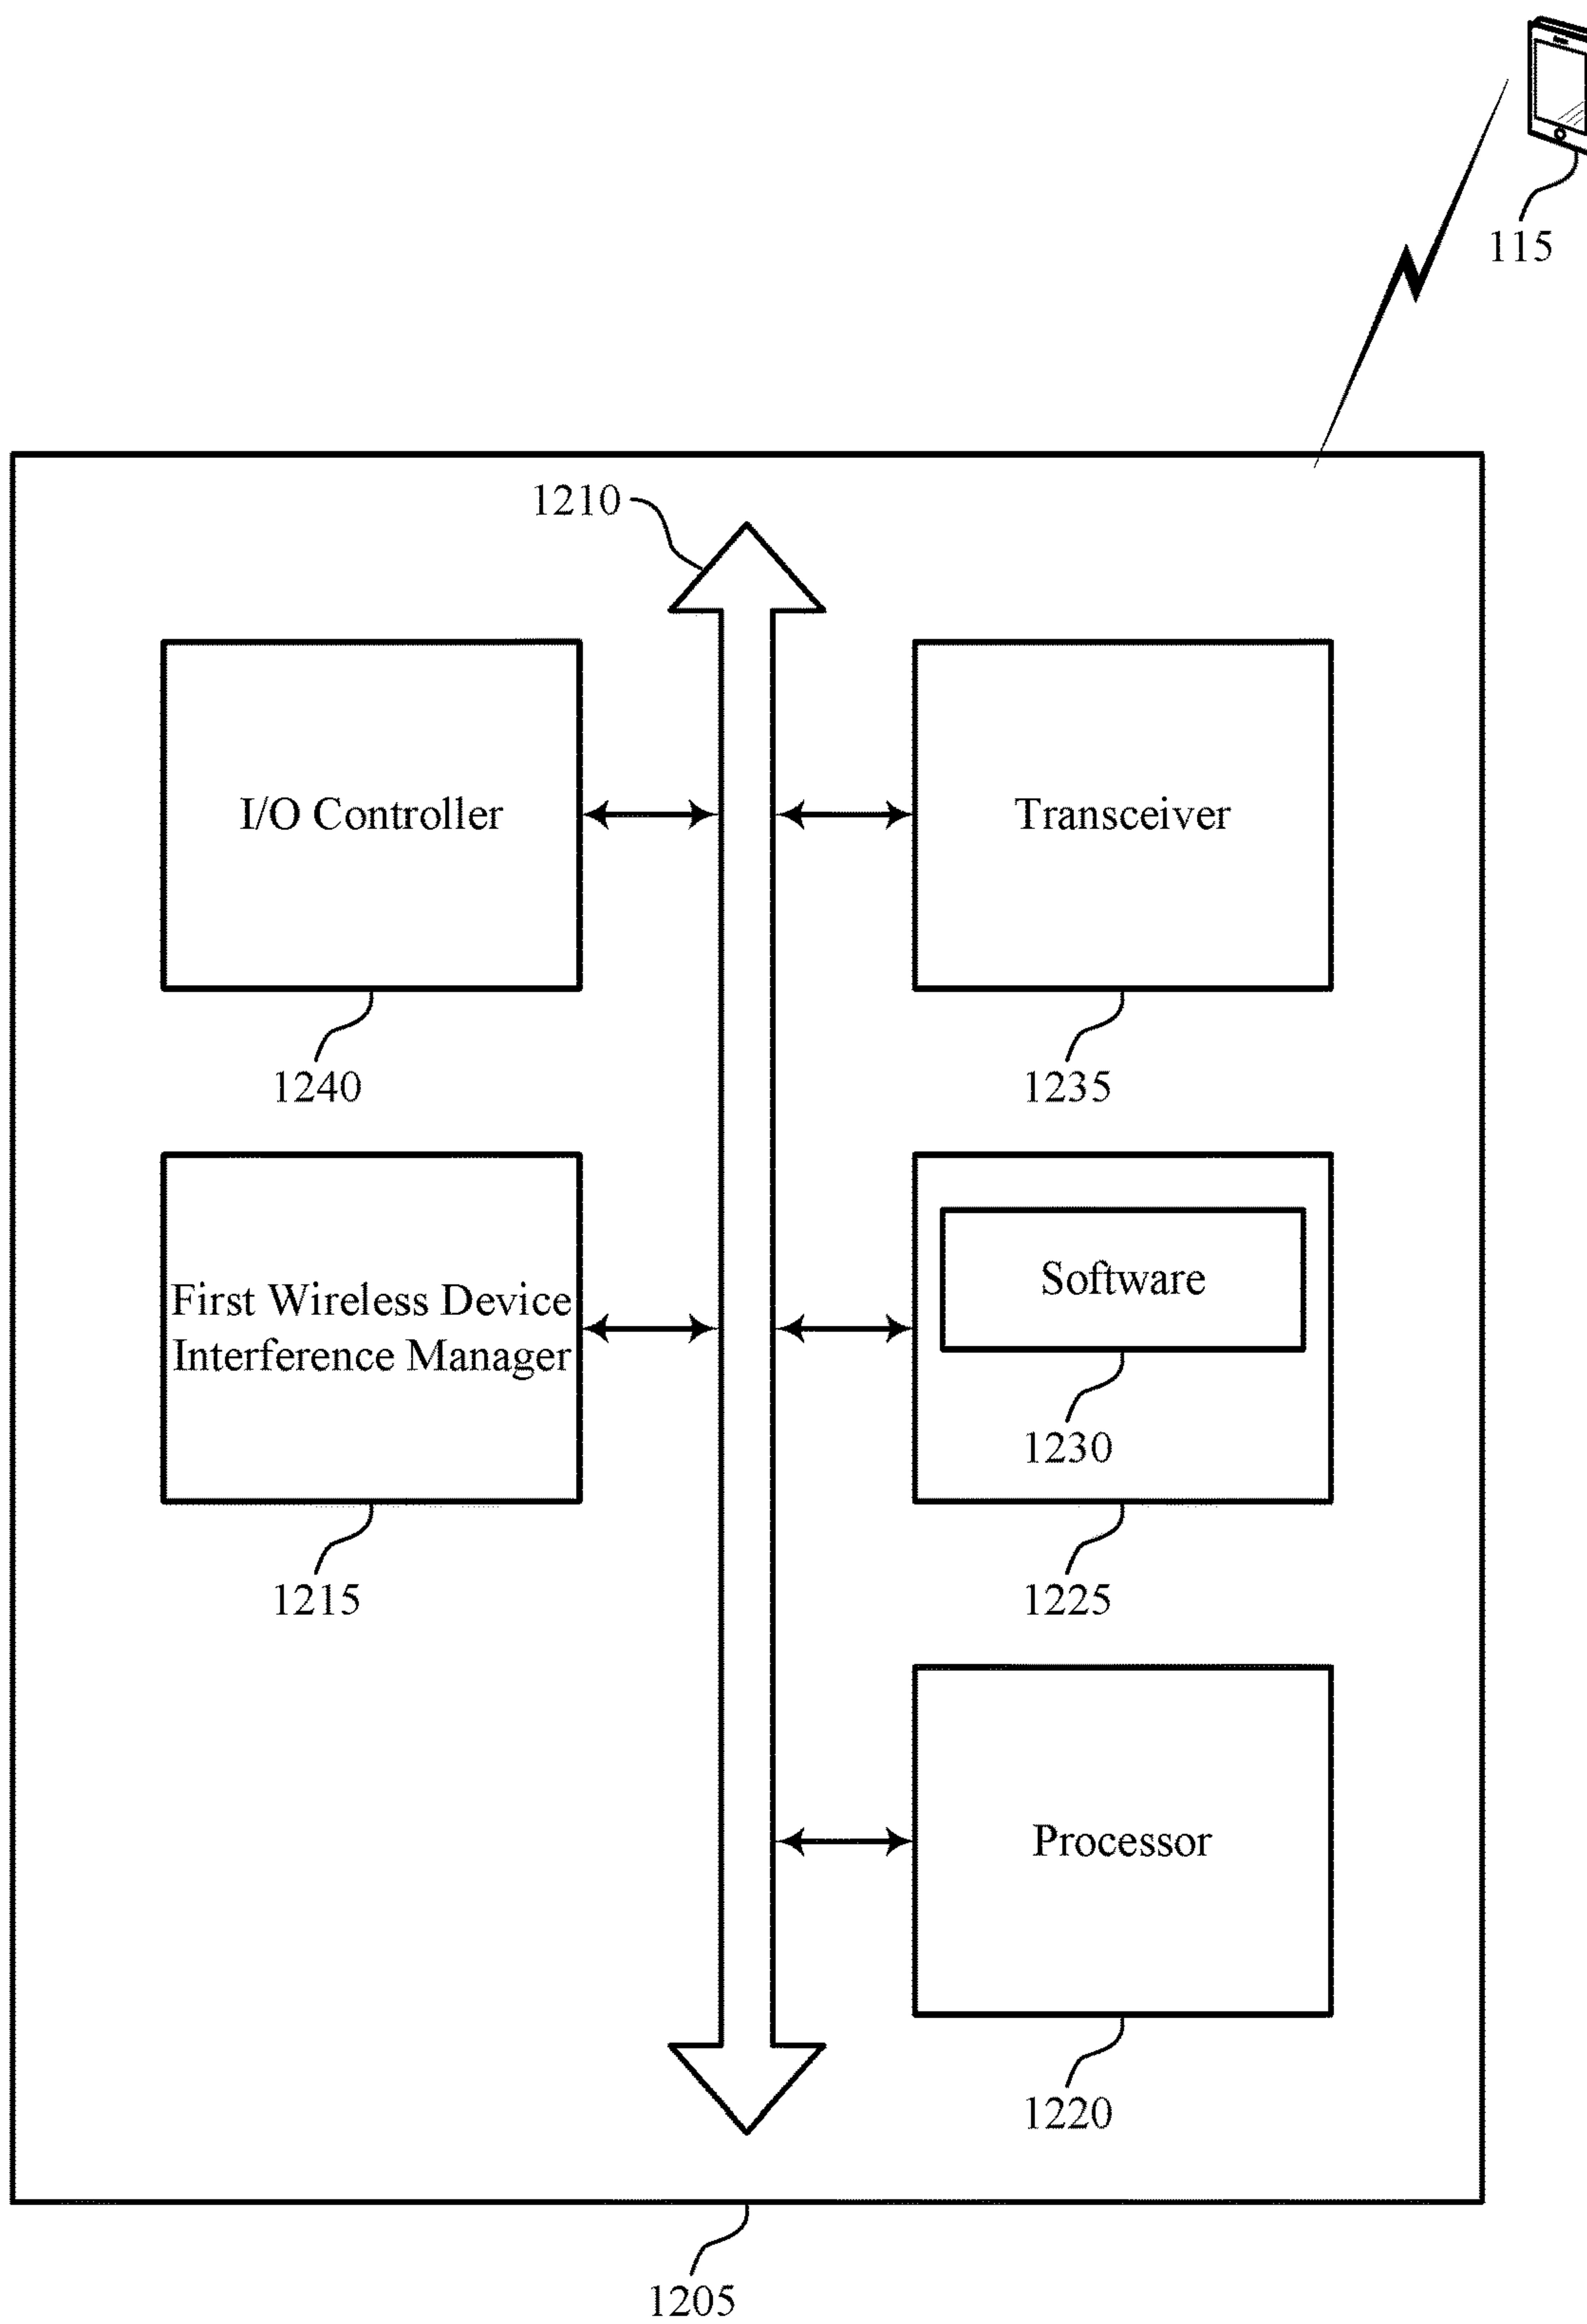 115
1210
I/O Controller
Transceiver
1240
1235
First Wireless Device
Interference Manager
Software
1230
1215
1225
Processor
1220
1205